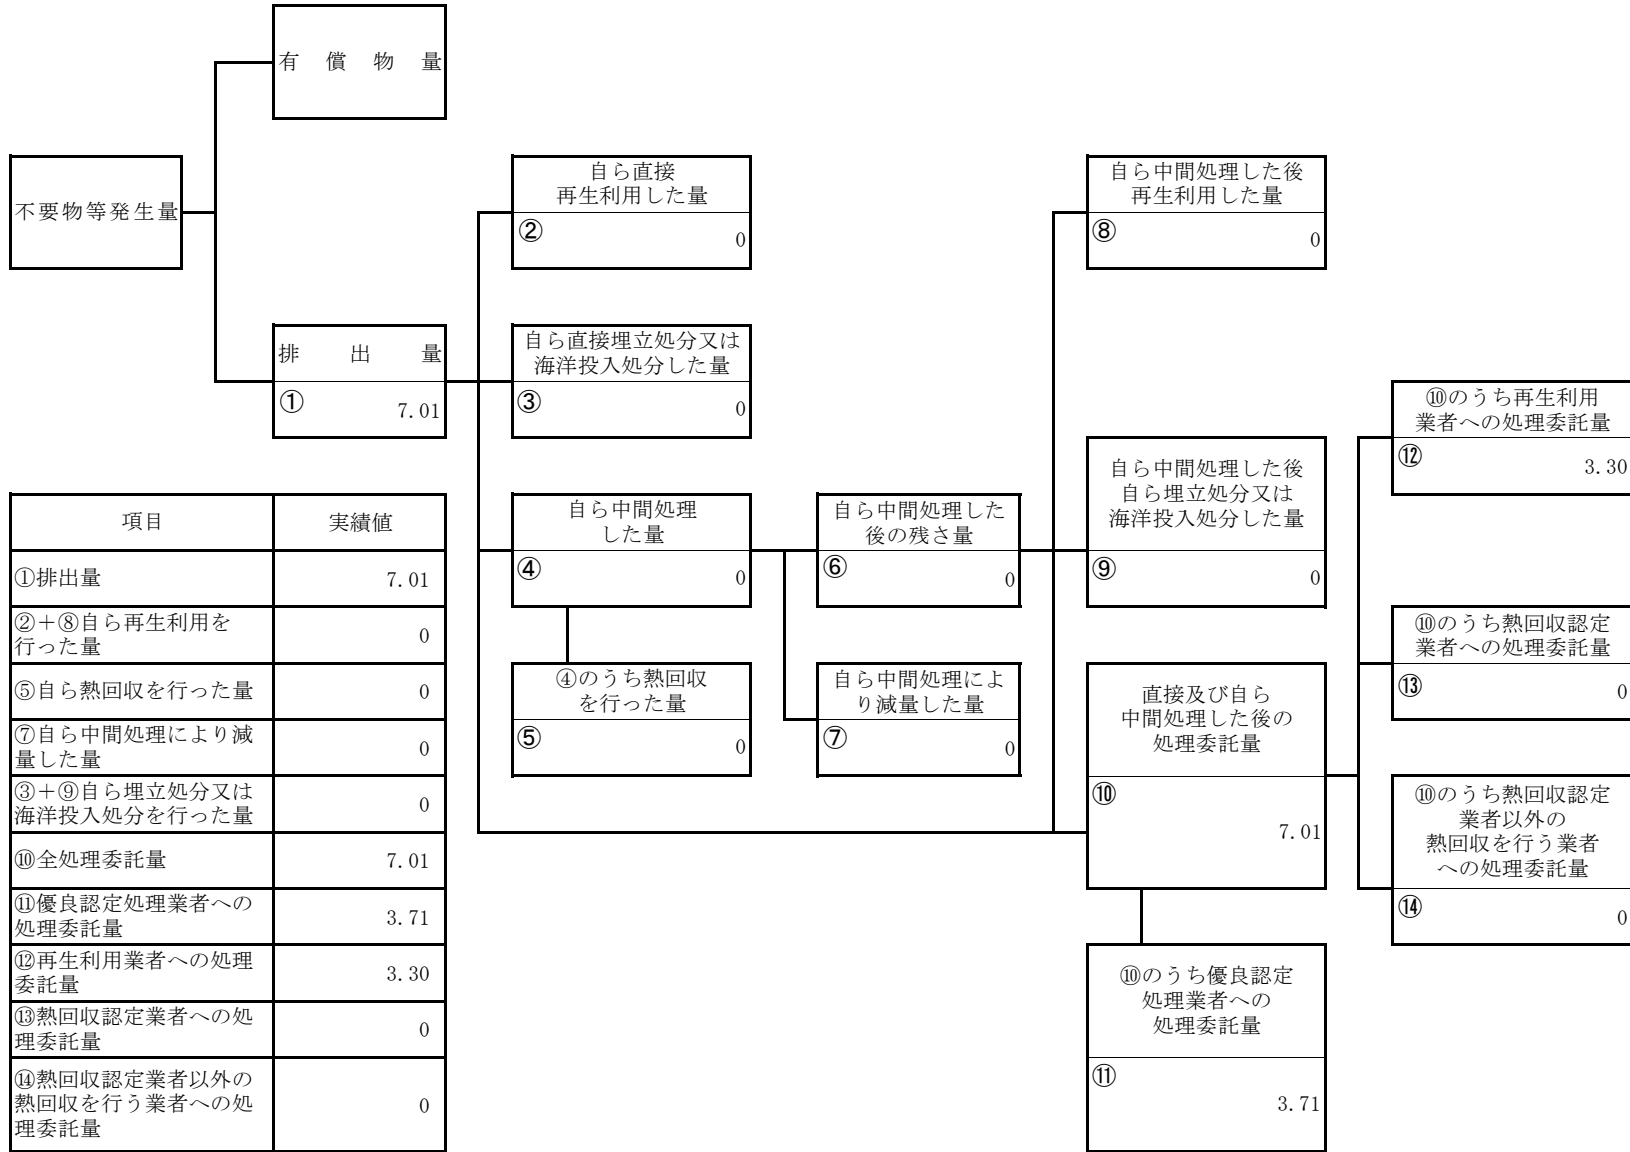 有償物量
不要物等発生量
排出量
①
7.01
自ら直接
再生利用した量
②
0
自ら直接埋立処分又は
海洋投入処分した量
③
0
自ら中間処理
した量
④
0
④のうち熱回収
を行った量
⑤
0
自ら中間処理した
後の残さ量
⑥
0
自ら中間処理によ
り減量した量
⑦
0
自ら中間処理した後
再生利用した量
⑧
0
自ら中間処理した後
自ら埋立処分又は
海洋投入処分した量
⑨
0
直接及び自ら
中間処理した後の
処理委託量
⑩
7.01
⑩のうち優良認定
処理業者への
処理委託量
⑪
3.71
⑩のうち再生利用
業者への処理委託量
⑫
3.30
⑩のうち熱回収認定
業者への処理委託量
⑬
0
⑩のうち熱回収認定
業者以外の
熱回収を行う業者
への処理委託量
⑭
0
項目 実績値
①排出量 7.01
②+⑧自ら再生利用を
行った量 0
⑤自ら熱回収を行った量 0
⑦自ら中間処理により減
量した量 0
③+⑨自ら埋立処分又は
海洋投入処分を行った量 0
⑩全処理委託量 7.01
⑪優良認定処理業者への
処理委託量 3.71
⑫再生利用業者への処理
委託量 3.30
⑬熱回収認定業者への処
理委託量 0
⑭熱回収認定業者以外の
熱回収を行う業者への処
理委託量 0